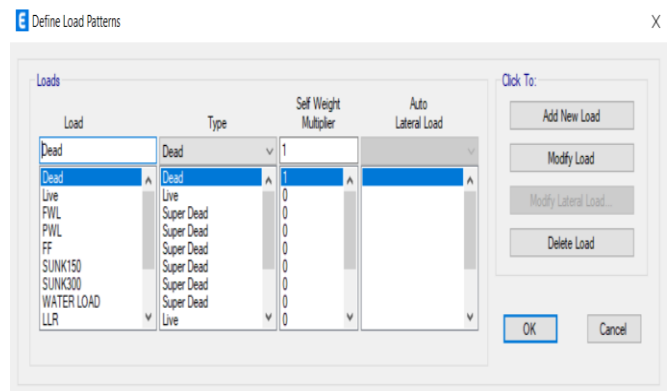 E Define Load Patterns X
Loads
Click To:
Load Type Self Weight Multiplier Auto Lateral Load
Dead Dead 1
Dead Dead 1
Live Live 0
FWL Super Dead 0
PWL Super Dead 0
FF Super Dead 0
SUNK150 Super Dead 0
SUNK300 Super Dead 0
WATER LOAD Super Dead 0
LLR Live 0
Add New Load
Modify Load
Modify Lateral Load...
Delete Load
OK Cancel